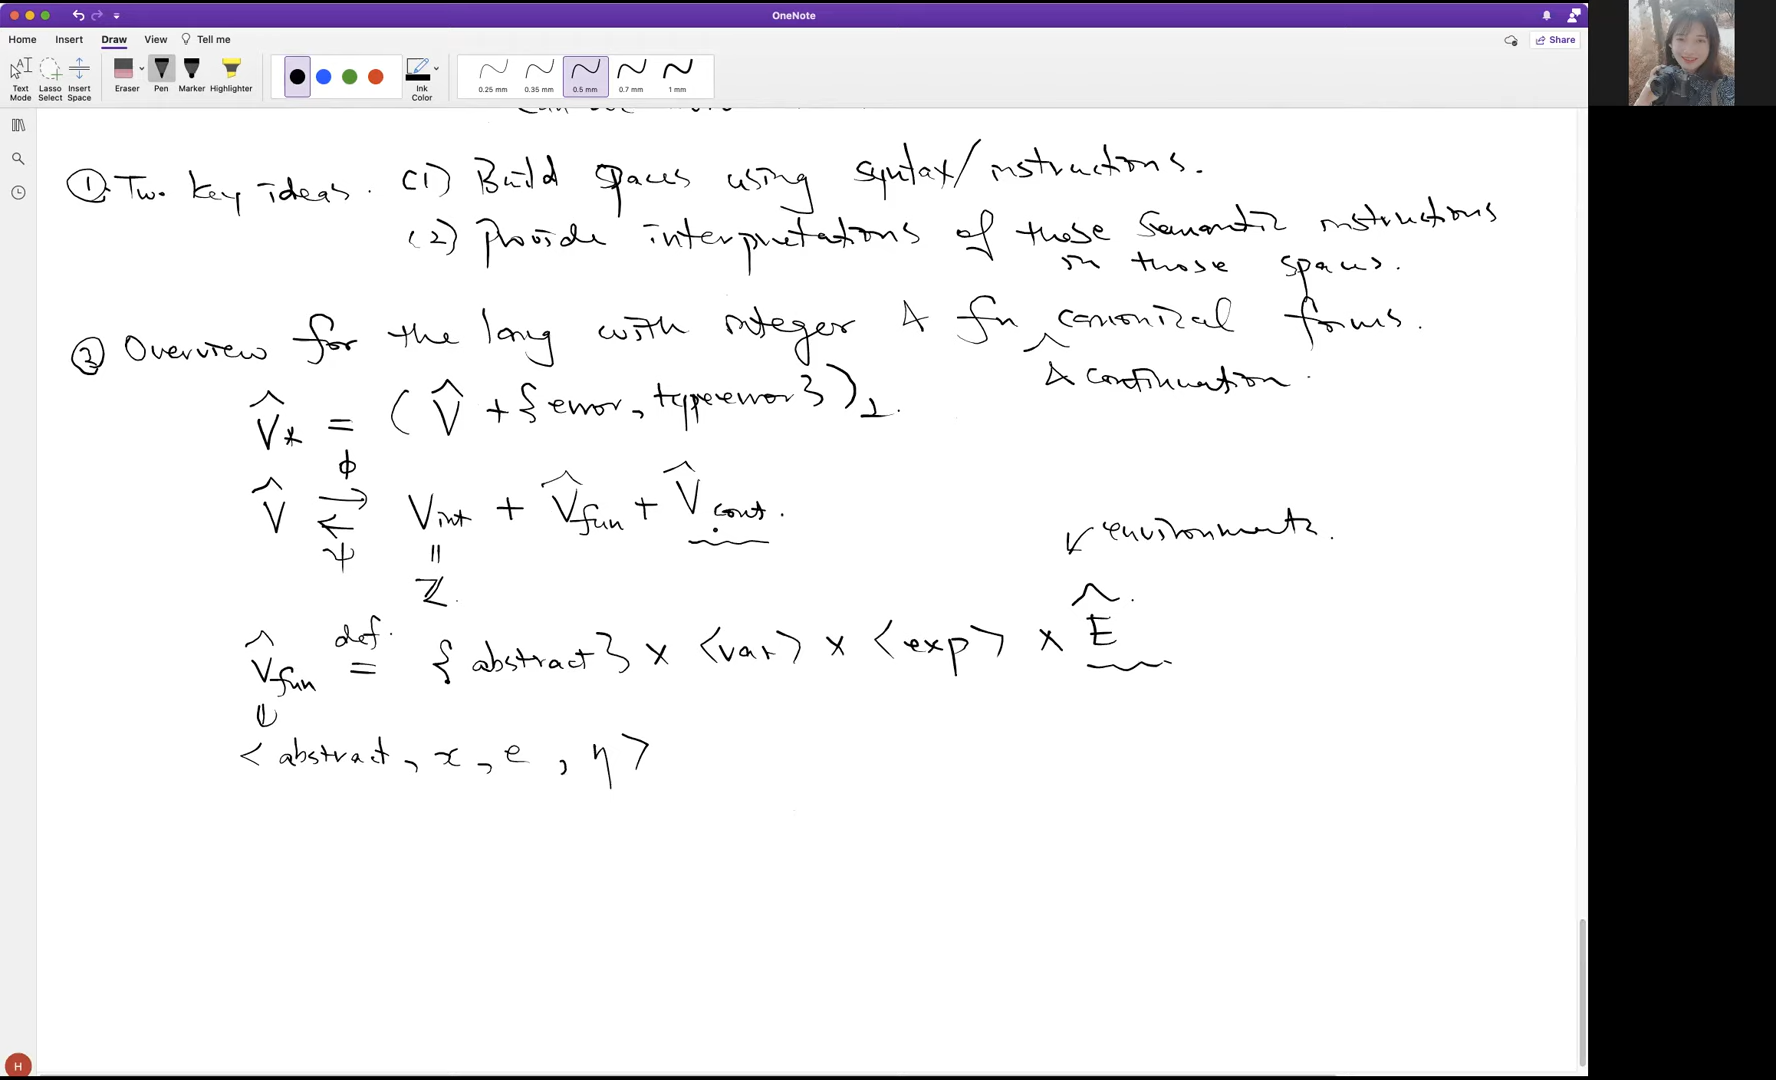 OneNote
Home Insert Draw View Tell me
Share
Text Mode Lasso Select Insert Space Eraser Pen Marker Highlighter Ink Color 0.25 mm 0.35 mm 0.5 mm 0.7 mm 1 mm
① Two key ideas. (1) Build spaces using syntax/instructions.
(2) Provide interpretations of those semantic instructions
in those spaces.
② Overview for the lang with integer & fn canonical forms.
& continuation.
V̂* = (V̂ + {error, typeerror})⊥.
ϕ
V̂ ⇄ Vint + V̂fun + V̂cont.
ψ
environments.
=
ℤ.
V̂fun def. = {abstract} × <var> × <exp> × Ê
<abstract, x, e, η>
H